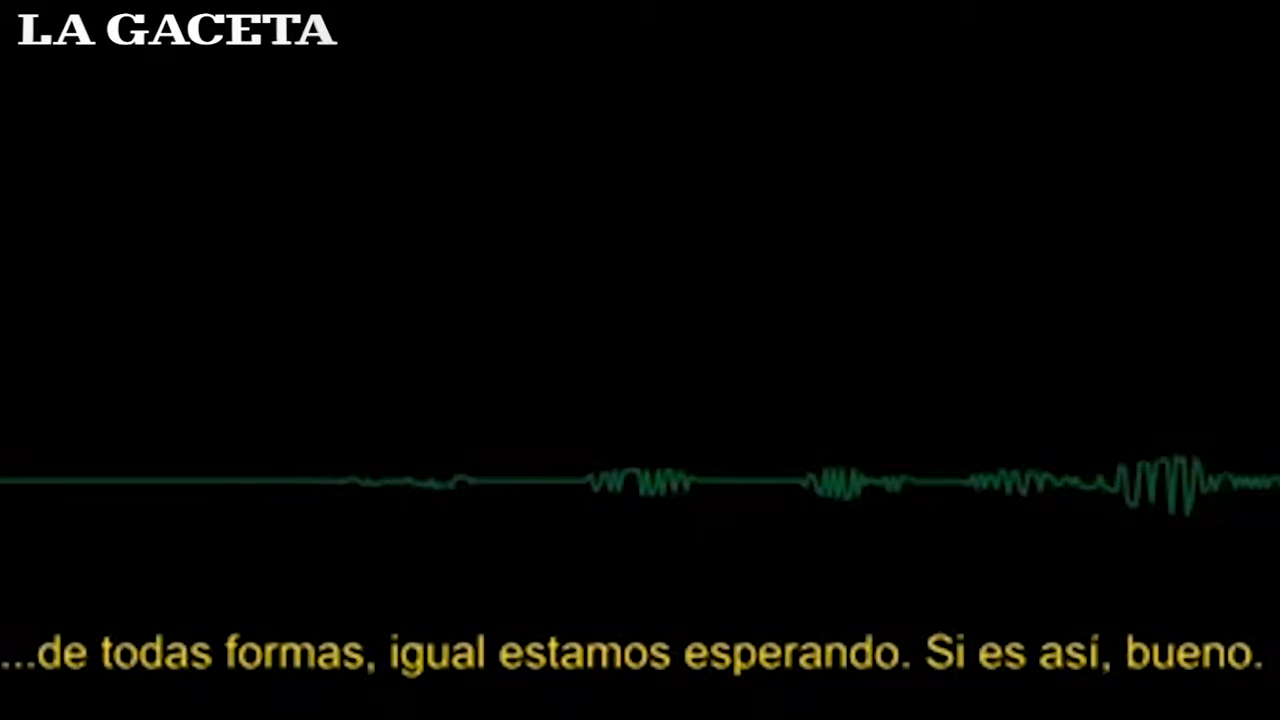 LA GACETA
...de todas formas, igual estamos esperando. Si es así, bueno.